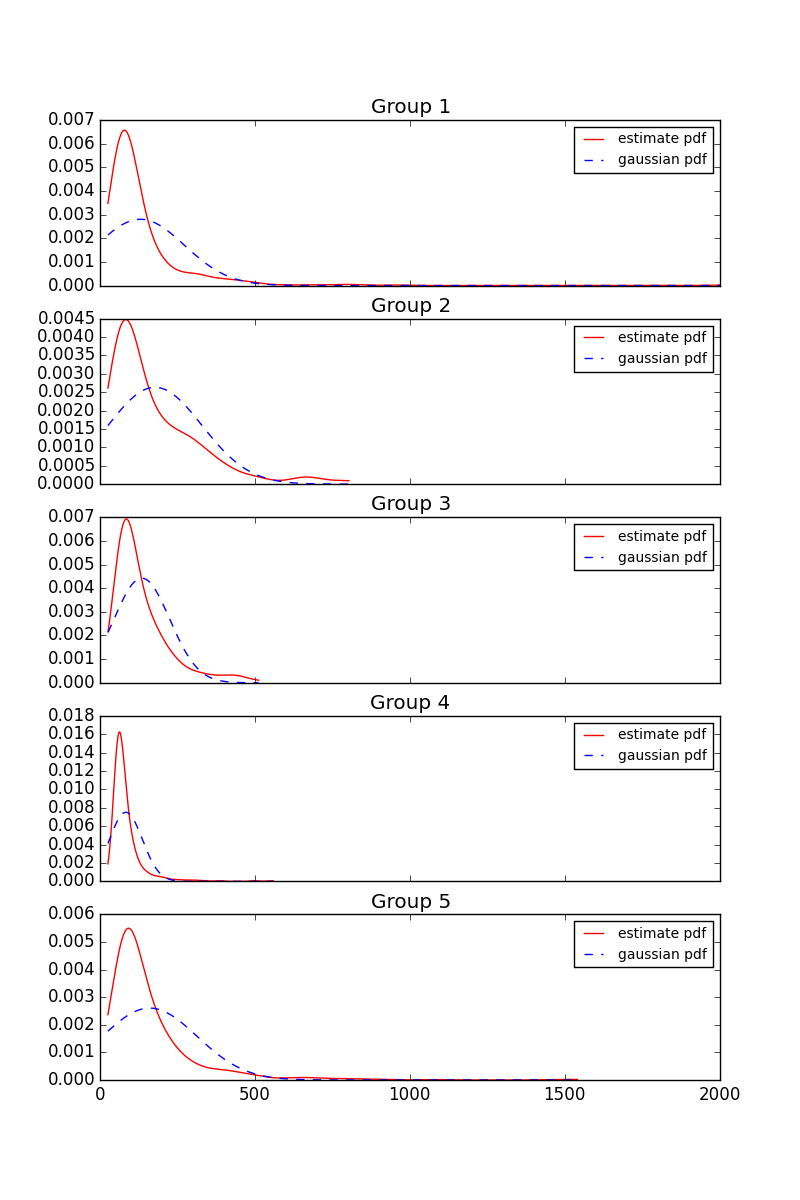 Group 1
0.007
0.006
0.005
0.004
0.003
0.002
0.001
0.000
estimate pdf
gaussian pdf
Group 2
0.0045
0.0040
0.0035
0.0030
0.0025
0.0020
0.0015
0.0010
0.0005
0.0000
estimate pdf
gaussian pdf
Group 3
0.007
0.006
0.005
0.004
0.003
0.002
0.001
0.000
estimate pdf
gaussian pdf
Group 4
0.018
0.016
0.014
0.012
0.010
0.008
0.006
0.004
0.002
0.000
estimate pdf
gaussian pdf
Group 5
0.006
0.005
0.004
0.003
0.002
0.001
0.000
estimate pdf
gaussian pdf
0 500 1000 1500 2000